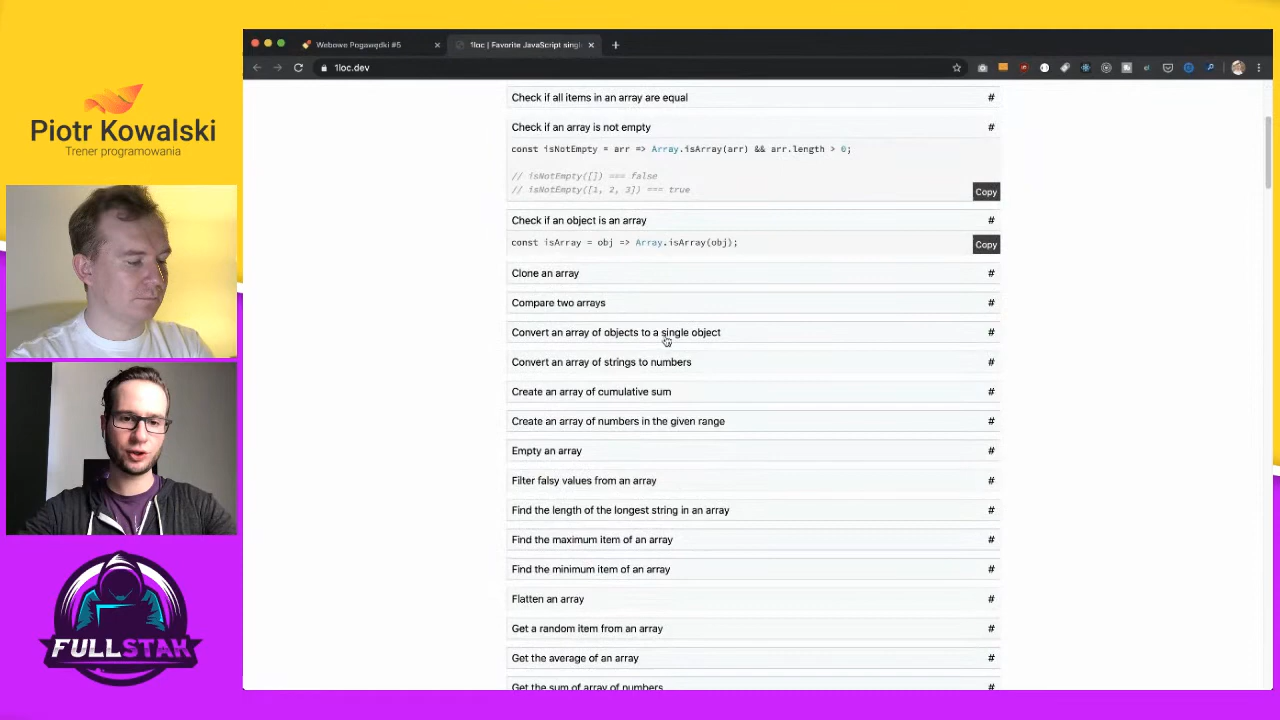 Piotr Kowalski
Trener programowania
FULLSTAK
Webowe Pogawędki #5
1loc | Favorite JavaScript singl
1loc.dev
Check if all items in an array are equal #
Check if an array is not empty #
const isNotEmpty = arr => Array.isArray(arr) && arr.length > 0;
// isNotEmpty([]) === false
// isNotEmpty([1, 2, 3]) === true
Copy
Check if an object is an array #
const isArray = obj => Array.isArray(obj);
Copy
Clone an array #
Compare two arrays #
Convert an array of objects to a single object #
Convert an array of strings to numbers #
Create an array of cumulative sum #
Create an array of numbers in the given range #
Empty an array #
Filter falsy values from an array #
Find the length of the longest string in an array #
Find the maximum item of an array #
Find the minimum item of an array #
Flatten an array #
Get a random item from an array #
Get the average of an array #
Get the sum of array of numbers #